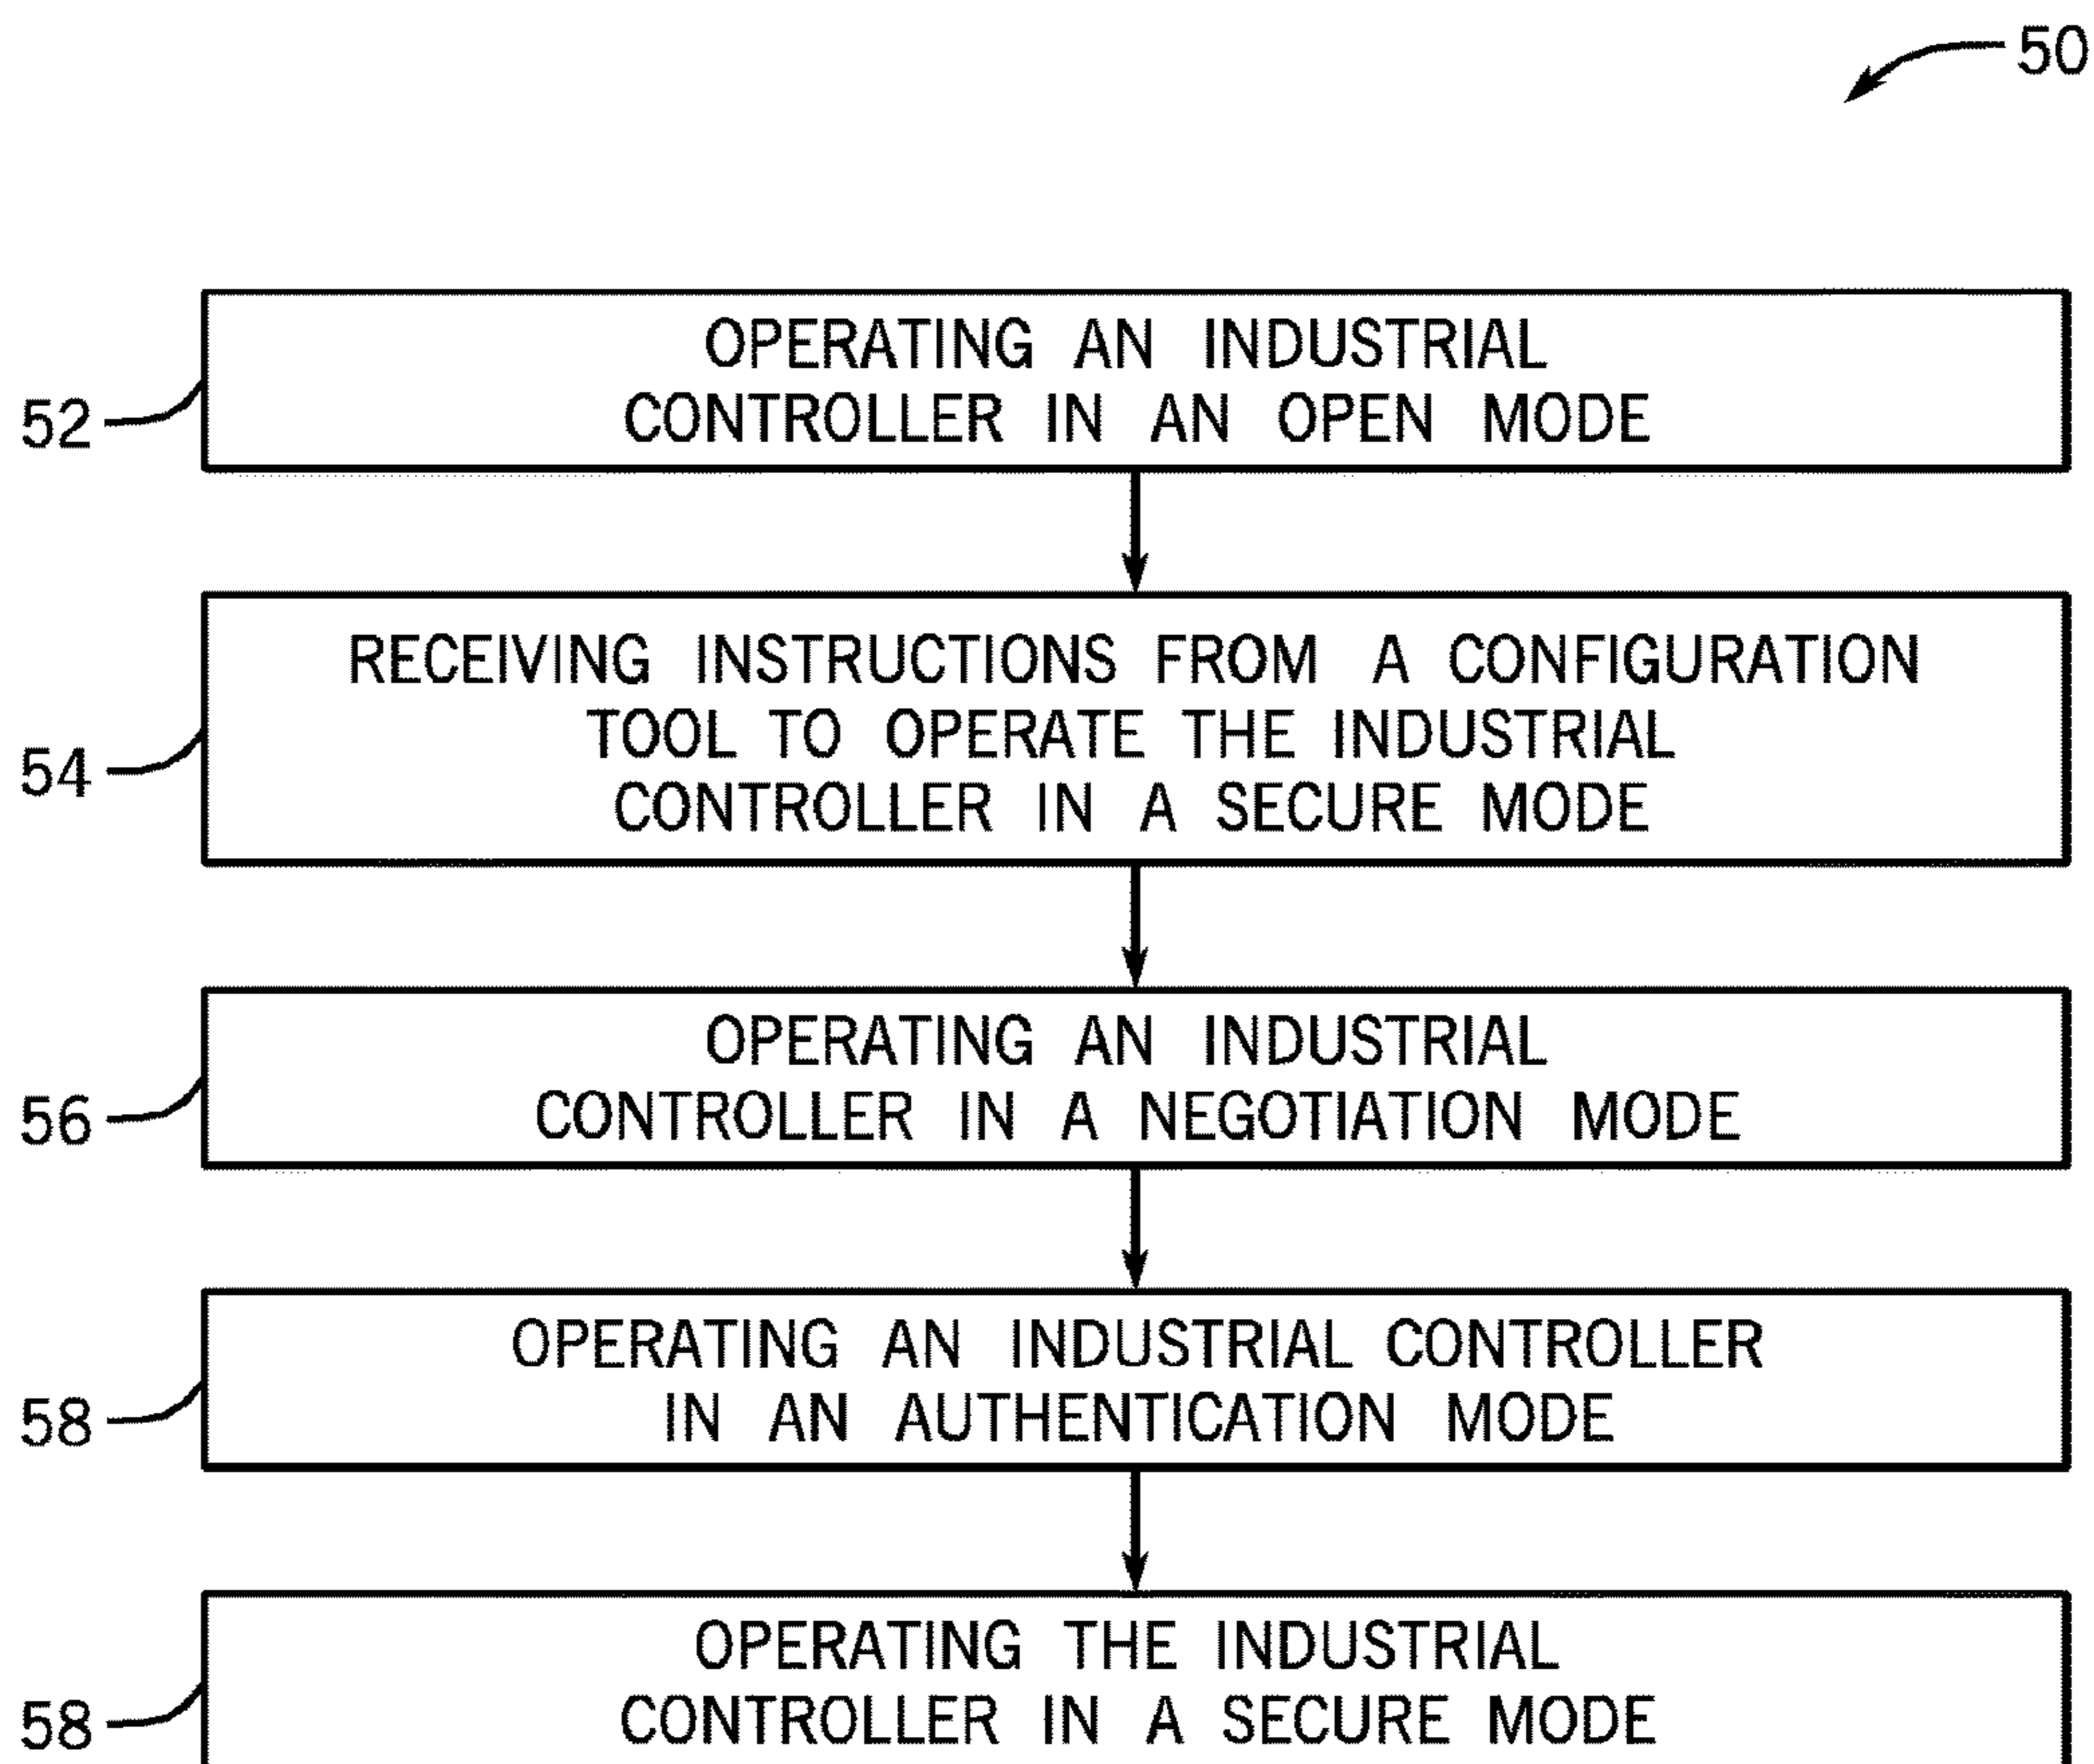 50
OPERATING AN INDUSTRIAL
CONTROLLER IN AN OPEN MODE
52
RECEIVING INSTRUCTIONS FROM A CONFIGURATION
TOOL TO OPERATE THE INDUSTRIAL
CONTROLLER IN A SECURE MODE
54
OPERATING AN INDUSTRIAL
CONTROLLER IN A NEGOTIATION MODE
56
OPERATING AN INDUSTRIAL CONTROLLER
IN AN AUTHENTICATION MODE
58
OPERATING THE INDUSTRIAL
CONTROLLER IN A SECURE MODE
58